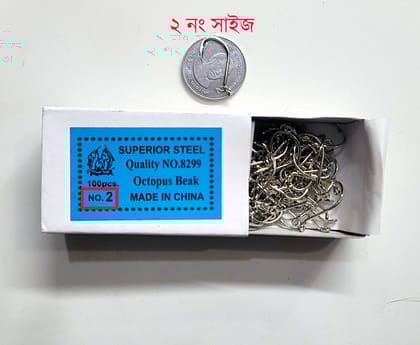 ২ নং সাইজ
SUPERIOR STEEL
Quality NO.8299
100pcs. Octopus Beak
NO. 2 MADE IN CHINA